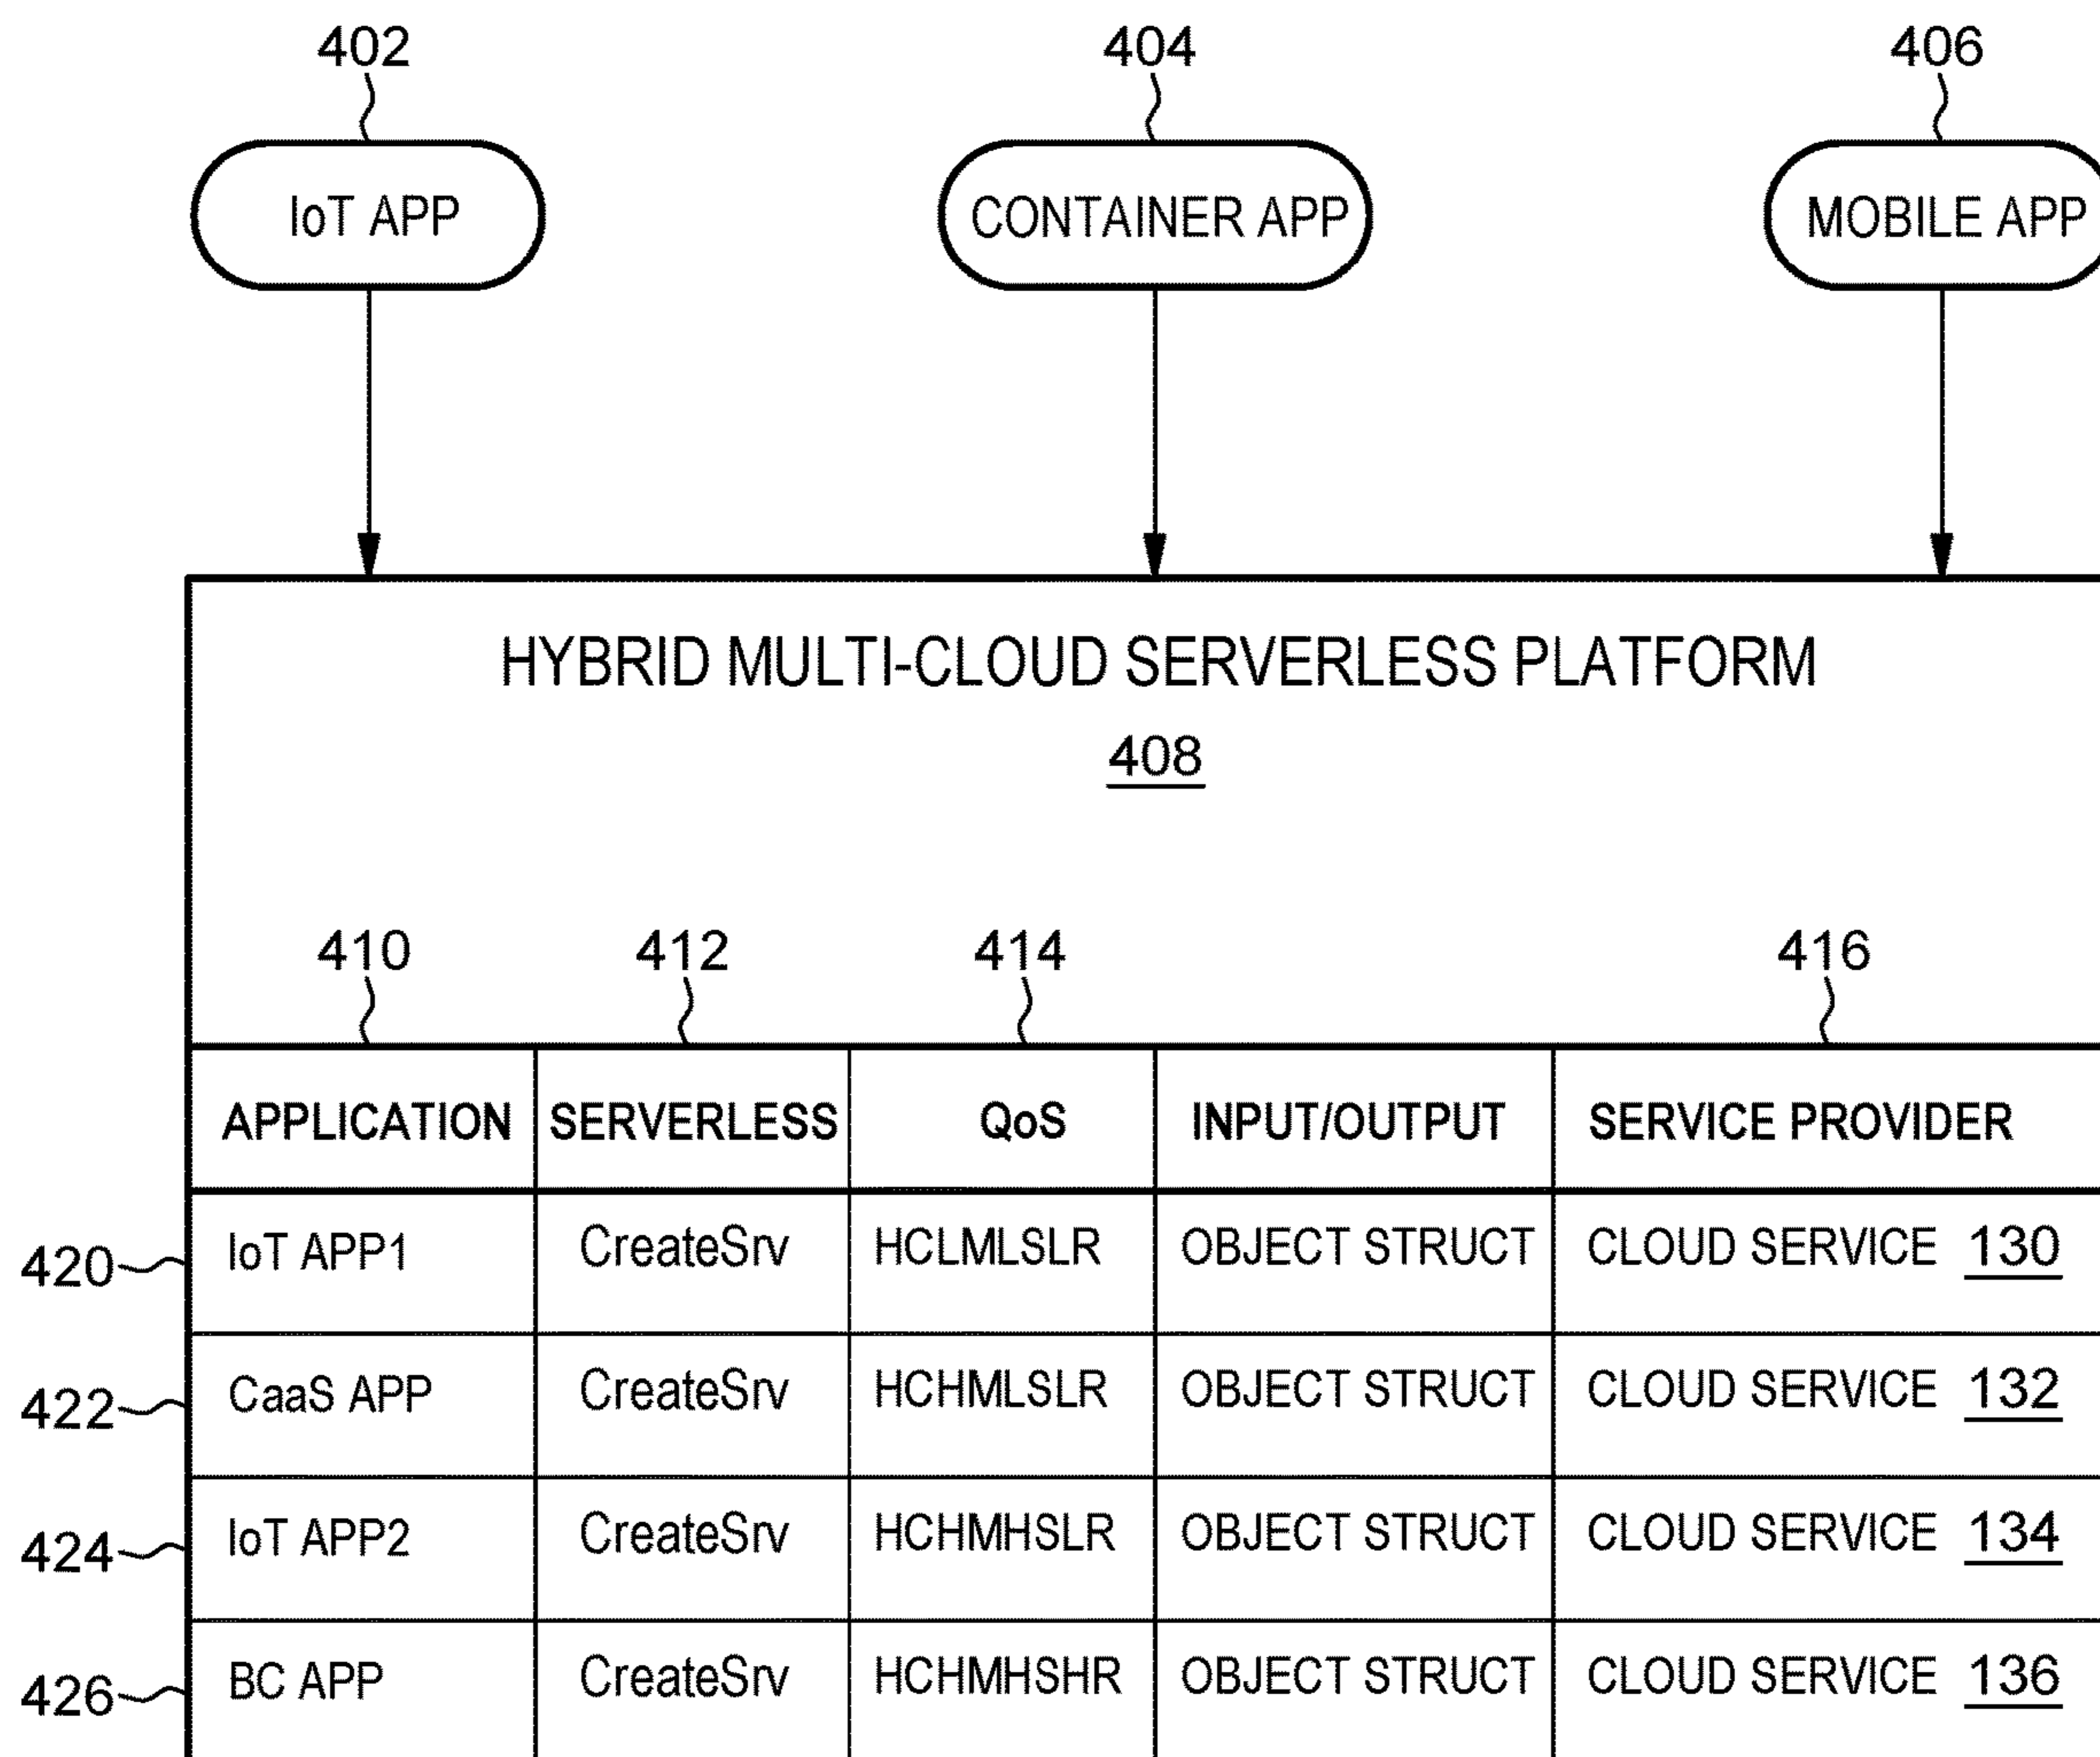 402 404 406
IoT APP CONTAINER APP MOBILE APP
HYBRID MULTI-CLOUD SERVERLESS PLATFORM
408
410 412 414 416
APPLICATION SERVERLESS QoS INPUT/OUTPUT SERVICE PROVIDER
420 IoT APP1 CreateSrv HCLMLSLR OBJECT STRUCT CLOUD SERVICE 130
422 CaaS APP CreateSrv HCHMLSLR OBJECT STRUCT CLOUD SERVICE 132
424 IoT APP2 CreateSrv HCHMHSLR OBJECT STRUCT CLOUD SERVICE 134
426 BC APP CreateSrv HCHMHSHR OBJECT STRUCT CLOUD SERVICE 136